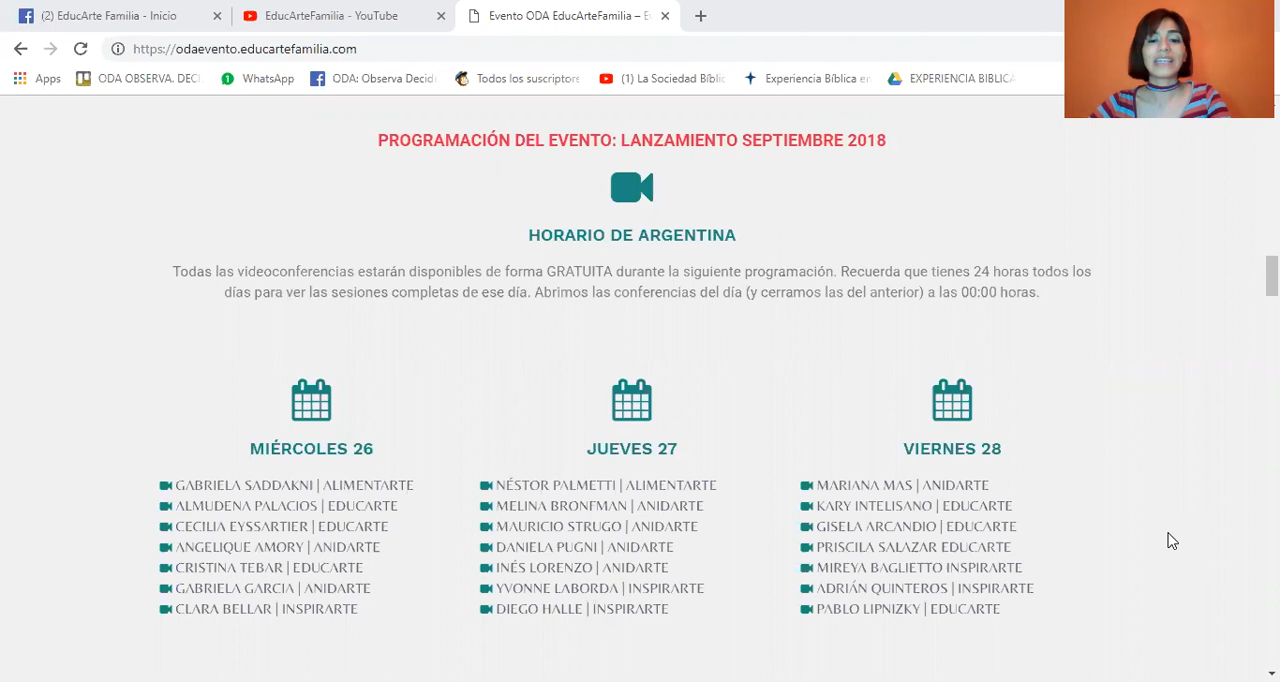 (2) EducArte Familia - Inicio
EducArteFamilia - YouTube
Evento ODA EducArteFamilia – E
https://odaevento.educartefamilia.com
Apps
ODA OBSERVA. DECI
WhatsApp
ODA: Observa Decid
Todos los suscriptore
(1) La Sociedad Bíblic
Experiencia Bíblica en
EXPERIENCIA BIBLICA
PROGRAMACIÓN DEL EVENTO: LANZAMIENTO SEPTIEMBRE 2018
HORARIO DE ARGENTINA
Todas las videoconferencias estarán disponibles de forma GRATUITA durante la siguiente programación. Recuerda que tienes 24 horas todos los
días para ver las sesiones completas de ese día. Abrimos las conferencias del día (y cerramos las del anterior) a las 00:00 horas.
MIÉRCOLES 26
GABRIELA SADDAKNI | ALIMENTARTE
ALMUDENA PALACIOS | EDUCARTE
CECILIA EYSSARTIER | EDUCARTE
ANGELIQUE AMORY | ANIDARTE
CRISTINA TEBAR | EDUCARTE
GABRIELA GARCIA | ANIDARTE
CLARA BELLAR | INSPIRARTE
JUEVES 27
NÉSTOR PALMETTI | ALIMENTARTE
MELINA BRONFMAN | ANIDARTE
MAURICIO STRUGO | ANIDARTE
DANIELA PUGNI | ANIDARTE
INÉS LORENZO | ANIDARTE
YVONNE LABORDA | INSPIRARTE
DIEGO HALLE | INSPIRARTE
VIERNES 28
MARIANA MAS | ANIDARTE
KARY INTELISANO | EDUCARTE
GISELA ARCANDIO | EDUCARTE
PRISCILA SALAZAR EDUCARTE
MIREYA BAGLIETTO INSPIRARTE
ADRIÁN QUINTEROS | INSPIRARTE
PABLO LIPNIZKY | EDUCARTE